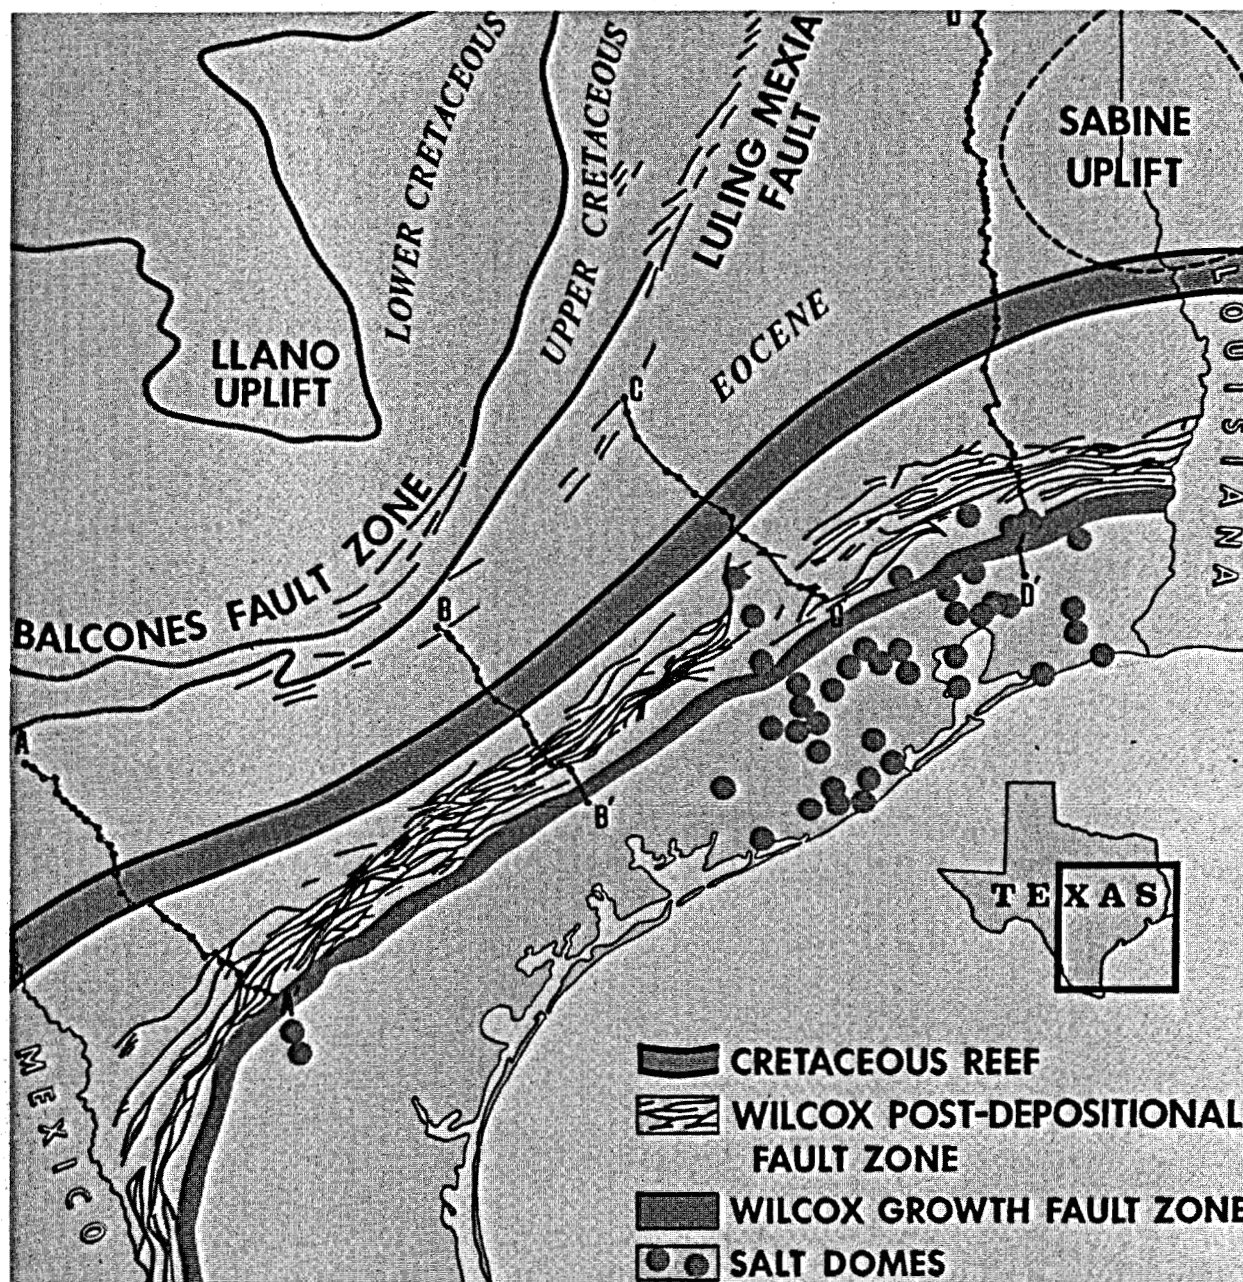 LOWER CRETACEOUS
UPPER CRETACEOUS
LULING MEXIA
FAULT
SABINE
UPLIFT
LOUISIANA
LLANO
UPLIFT
EOCENE
C
BALCONES FAULT ZONE
B
D'
A
B'
TEXAS
MEXICO
CRETACEOUS REEF
WILCOX POST-DEPOSITIONAL
FAULT ZONE
WILCOX GROWTH FAULT ZONE
SALT DOMES